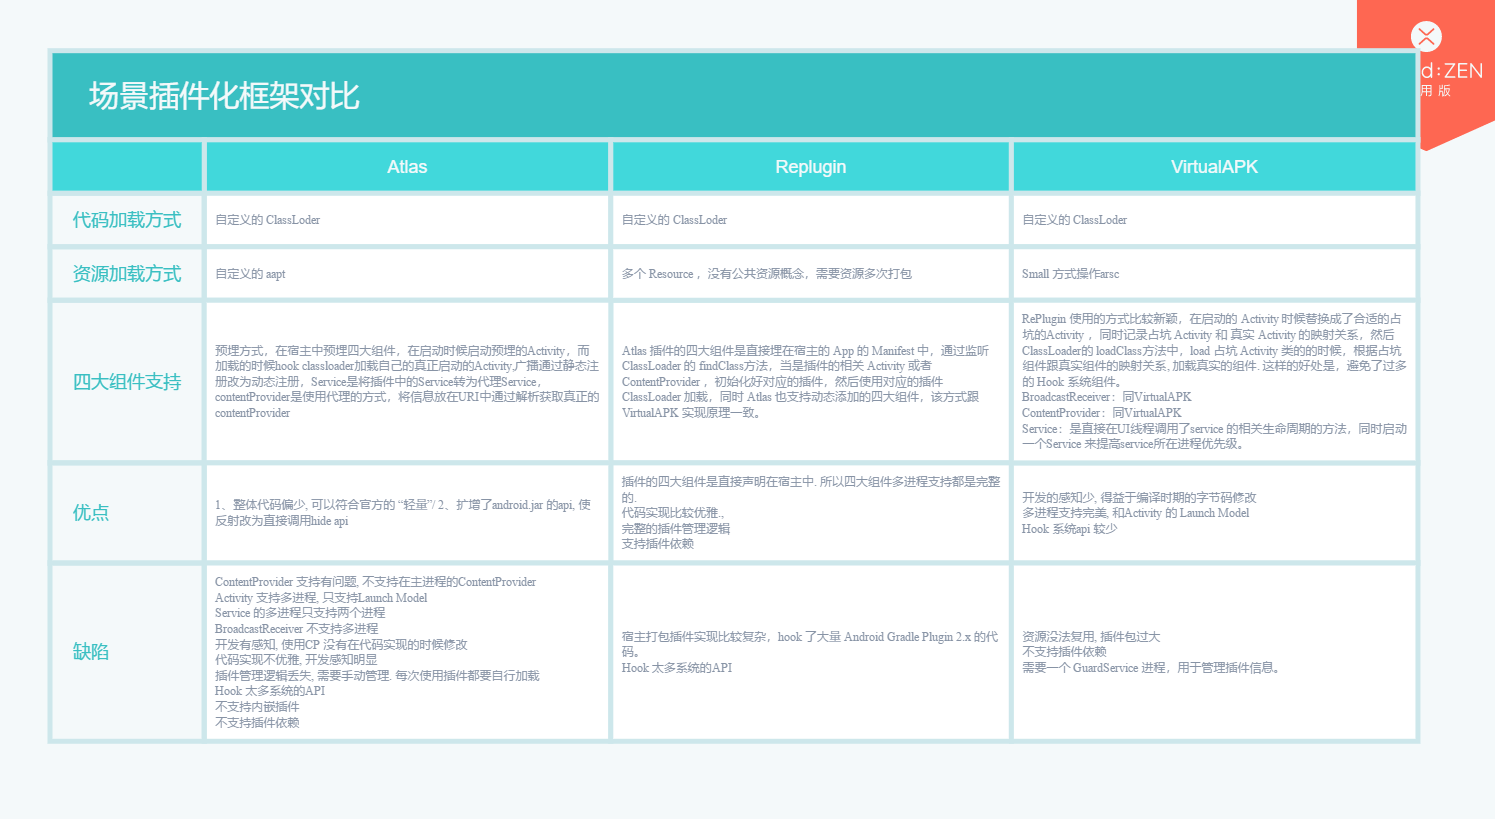 d:ZEN
用 版
场景插件化框架对比
Atlas
Replugin
VirtualAPK
代码加载方式
自定义的 ClassLoder
自定义的 ClassLoder
自定义的 ClassLoder
资源加载方式
自定义的 aapt
多个 Resource ，没有公共资源概念，需要资源多次打包
Small 方式操作arsc
四大组件支持
预埋方式，在宿主中预埋四大组件，在启动时候启动预埋的Activity，而
加载的时候hook classloader加载自己的真正启动的Activity,广播通过静态注
册改为动态注册，Service是将插件中的Service转为代理Service，
contentProvider是使用代理的方式，将信息放在URI中通过解析获取真正的
contentProvider
Atlas 插件的四大组件是直接埋在宿主的 App 的 Manifest 中，通过监听
ClassLoader 的 findClass方法，当是插件的相关 Activity 或者
ContentProvider ，初始化好对应的插件，然后使用对应的插件
ClassLoader 加载，同时 Atlas 也支持动态添加的四大组件，该方式跟
VirtualAPK 实现原理一致。
RePlugin 使用的方式比较新颖，在启动的 Activity 时候替换成了合适的占
坑的Activity ，同时记录占坑 Activity 和 真实 Activity 的映射关系，然后
ClassLoader的 loadClass方法中，load 占坑 Activity 类的的时候，根据占坑
组件跟真实组件的映射关系, 加载真实的组件. 这样的好处是，避免了过多
的 Hook 系统组件。
BroadcastReceiver：同VirtualAPK
ContentProvider：同VirtualAPK
Service：是直接在UI线程调用了service 的相关生命周期的方法，同时启动
一个Service 来提高service所在进程优先级。
优点
1、整体代码偏少, 可以符合官方的 “轻量”/ 2、扩增了android.jar 的api, 使
反射改为直接调用hide api
插件的四大组件是直接声明在宿主中. 所以四大组件多进程支持都是完整
的.
代码实现比较优雅.,
完整的插件管理逻辑
支持插件依赖
开发的感知少, 得益于编译时期的字节码修改
多进程支持完美, 和Activity 的 Launch Model
Hook 系统api 较少
缺陷
ContentProvider 支持有问题, 不支持在主进程的ContentProvider
Activity 支持多进程, 只支持Launch Model
Service 的多进程只支持两个进程
BroadcastReceiver 不支持多进程
开发有感知, 使用CP 没有在代码实现的时候修改
代码实现不优雅, 开发感知明显
插件管理逻辑丢失, 需要手动管理. 每次使用插件都要自行加载
Hook 太多系统的API
不支持内嵌插件
不支持插件依赖
宿主打包插件实现比较复杂，hook 了大量 Android Gradle Plugin 2.x 的代
码。
Hook 太多系统的API
资源没法复用, 插件包过大
不支持插件依赖
需要一个 GuardService 进程，用于管理插件信息。